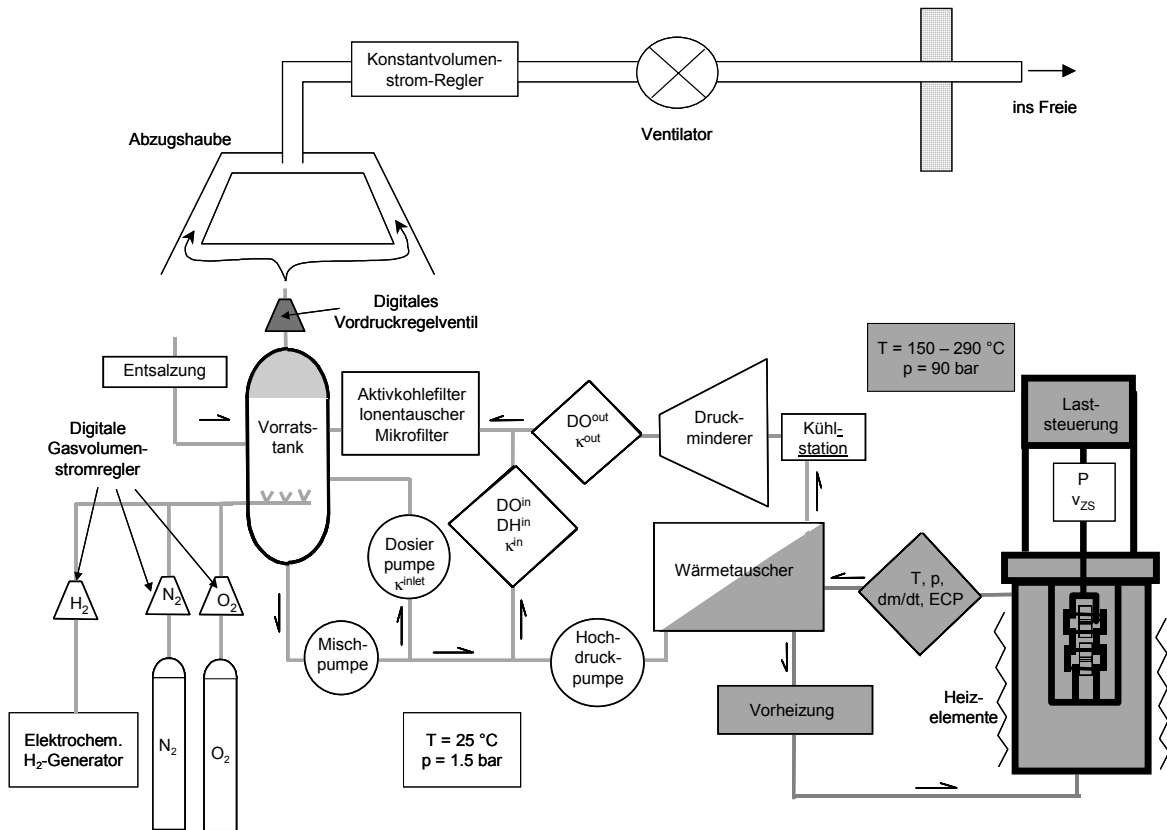 Konstantvolumen-
strom-Regler
Ventilator
ins Freie
Abzugshaube
Digitales
Vordruckregelventil
T = 150 – 290 °C
p = 90 bar
Entsalzung
Aktivkohlefilter
Ionentauscher
Mikrofilter
DO^out
κ^out
Druck-
minderer
Kühl-
station
Last-
steuerung
Digitale
Gasvolumen-
stromregler
Vorrats-
tank
P
v_ZS
DO^in
DH^in
κ^in
Dosier
pumpe
κ^inlet
Wärmetauscher
T, p,
dm/dt, ECP
H₂
N₂
O₂
Misch-
pumpe
Hoch-
druck-
pumpe
Heiz-
elemente
Vorheizung
Elektrochem.
H₂-Generator
N₂
O₂
T = 25 °C
p = 1.5 bar